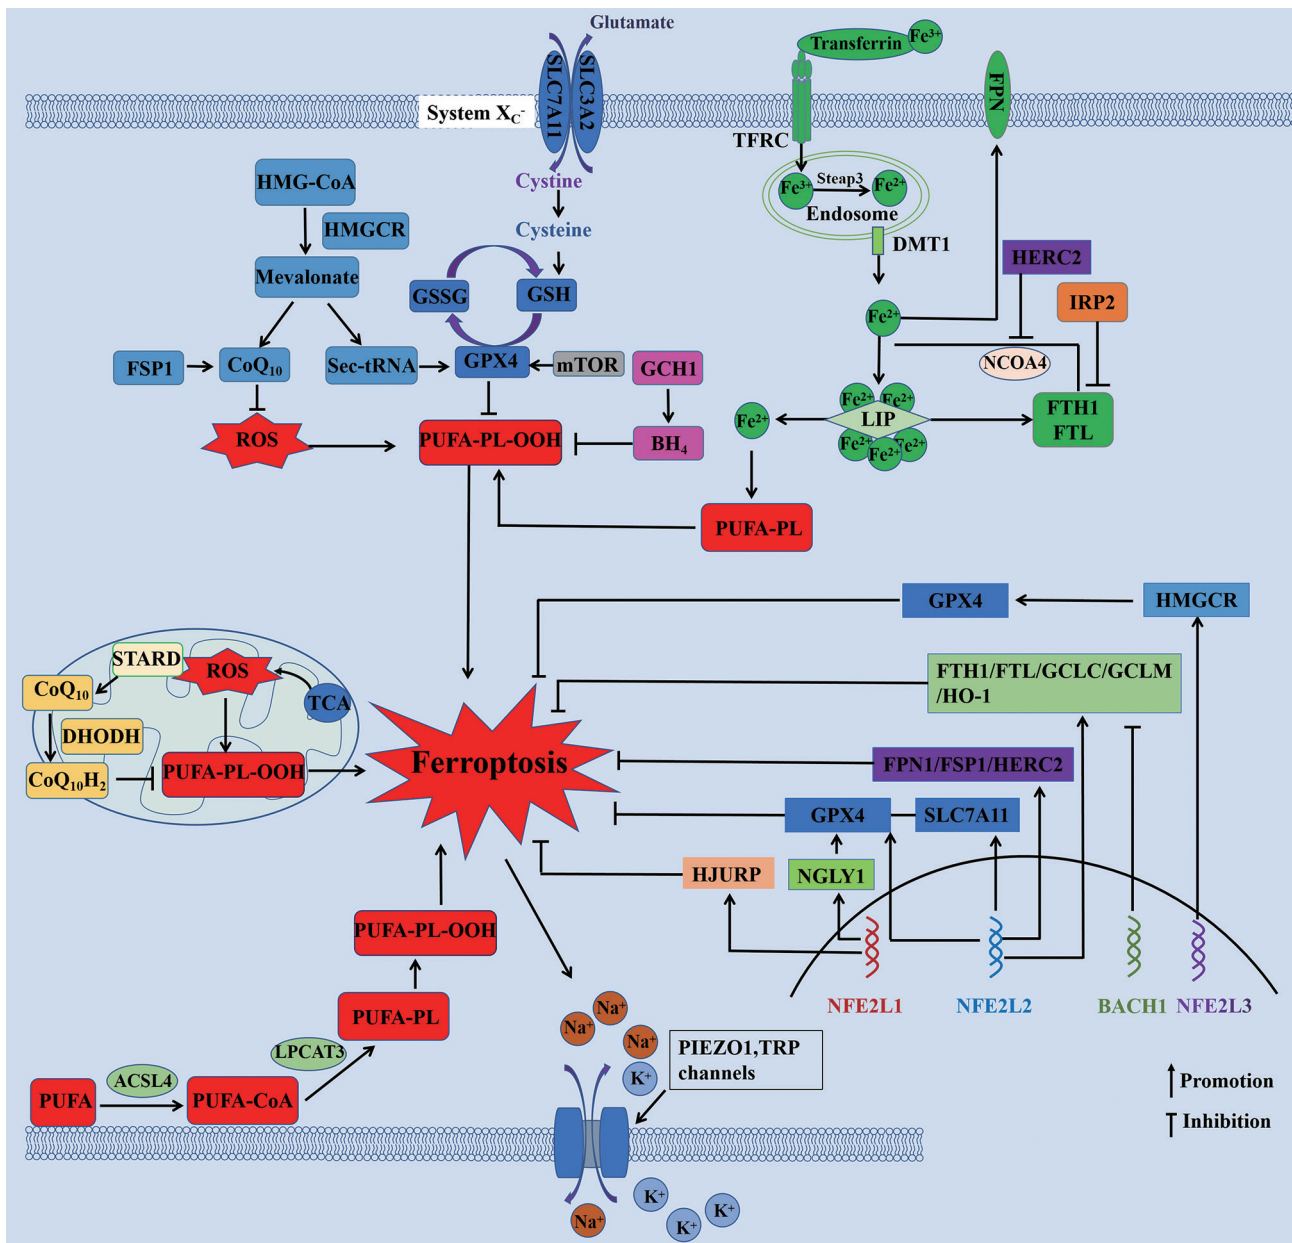 Glutamate
SLC7A11
SLC3A2
System X_C^-
Transferrin
Fe³⁺
FPN
TFRC
Fe³⁺
Steap3
Fe²⁺
Endosome
DMT1
HMG-CoA
HMGCR
Mevalonate
Cystine
Cysteine
GSSG
GSH
HERC2
IRP2
Fe²⁺
NCOA4
FSP1
CoQ₁₀
Sec-tRNA
GPX4
mTOR
GCH1
ROS
PUFA-PL-OOH
BH₄
Fe²⁺
Fe²⁺
Fe²⁺
LIP
Fe²⁺
Fe²⁺
Fe²⁺
FTH1
FTL
PUFA-PL
GPX4
HMGCR
STARD
ROS
CoQ₁₀
TCA
DHODH
CoQ₁₀H₂
PUFA-PL-OOH
Ferroptosis
FTH1/FTL/GCLC/GCLM
/HO-1
FPN1/FSP1/HERC2
GPX4
SLC7A11
HJURP
NGLY1
NFE2L1
NFE2L2
BACH1
NFE2L3
PUFA-PL-OOH
PUFA-PL
LPCAT3
ACSL4
PUFA
PUFA-CoA
Na⁺
Na⁺
Na⁺
K⁺
PIEZO1,TRP
channels
Na⁺
K⁺
K⁺
K⁺
Promotion
Inhibition